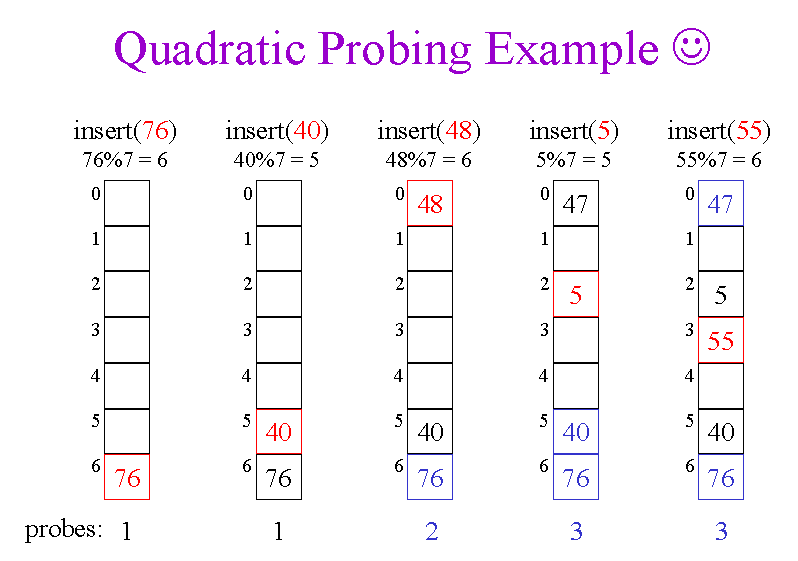 Quadratic Probing Example ☺
insert(76) insert(40) insert(48) insert(5) insert(55)
76%7 = 6 40%7 = 5 48%7 = 6 5%7 = 5 55%7 = 6
0 0 0 48 0 47 0 47
1 1 1 1 1
2 2 2 2 5 2 5
3 3 3 3 3 55
4 4 4 4 4
5 5 40 5 40 5 40 5 40
6 76 6 76 6 76 6 76 6 76
probes: 1 1 2 3 3